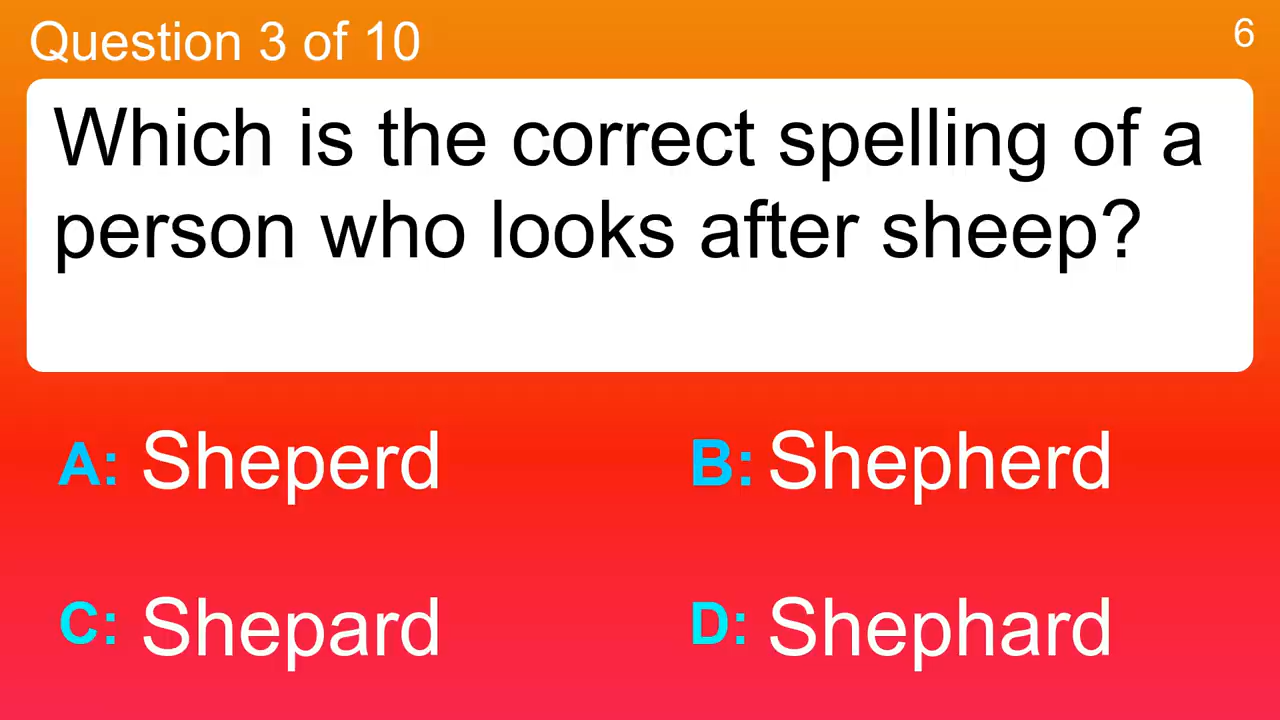 Question 3 of 10
6
Which is the correct spelling of a
person who looks after sheep?
A: Sheperd
B: Shepherd
C: Shepard
D: Shephard